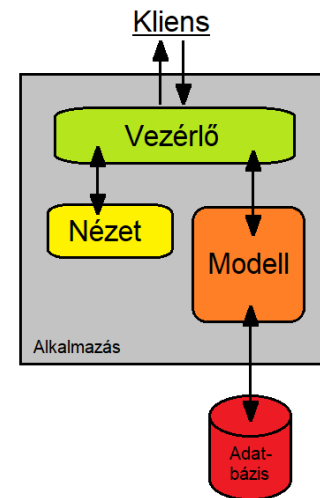 Kliens
Vezérlő
Nézet
Modell
Alkalmazás
Adat-
bázis